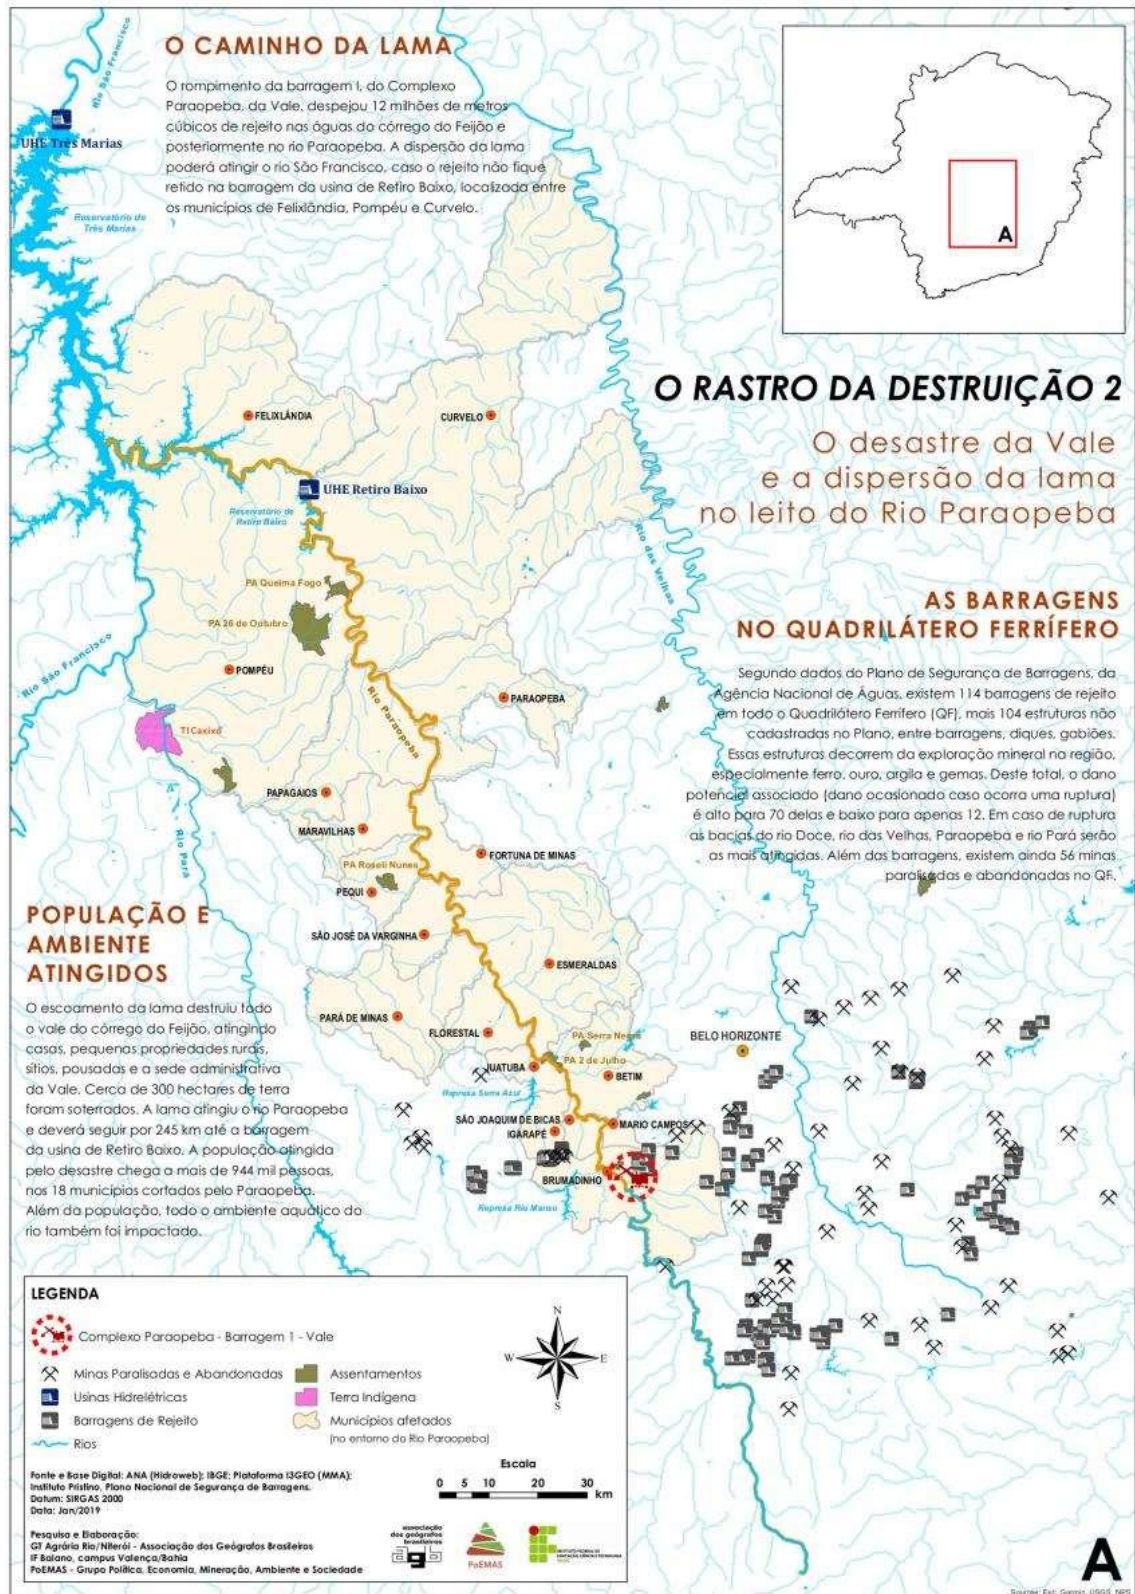 O CAMINHO DA LAMA
O rompimento da barragem I, do Complexo
Paraopeba, da Vale, despejou 12 milhões de metros
cúbicos de rejeito nas águas do córrego do Feijão e
posteriormente no rio Paraopeba. A dispersão da lama
poderá atingir o rio São Francisco, caso o rejeito não fique
retido na barragem da usina de Retiro Baixo, localizada entre
os municípios de Felixlândia, Pompéu e Curvelo.
Rio São Francisco
UHE Três Marias
Reservatório de
Três Marias
A
O RASTRO DA DESTRUIÇÃO 2
O desastre da Vale
e a dispersão da lama
no leito do Rio Paraopeba
FELIXLÂNDIA
CURVELO
UHE Retiro Baixo
Reservatório de
Retiro Baixo
Rio das Velhas
PA Queima Fogo
PA 26 de Outubro
POMPÉU
Rio São Francisco
Rio Paraopeba
PARAOPEBA
TI Caxixó
PAPAGAIOS
MARAVILHAS
Rio Pará
FORTUNA DE MINAS
PA Roseli Nunes
PEQUI
SÃO JOSÉ DA VARGINHA
ESMERALDAS
PARÁ DE MINAS
FLORESTAL
PA Serra Negra
PA 2 de Julho
JUATUBA
BETIM
BELO HORIZONTE
Represa Serra Azul
SÃO JOAQUIM DE BICAS
MARIO CAMPOS
IGARAPÉ
BRUMADINHO
Represa Rio Manso
AS BARRAGENS
NO QUADRILÁTERO FERRÍFERO
Segundo dados do Plano de Segurança de Barragens, da
Agência Nacional de Águas, existem 114 barragens de rejeito
em todo o Quadrilátero Ferrífero (QF), mais 104 estruturas não
cadastradas no Plano, entre barragens, diques, gabiões.
Essas estruturas decorrem da exploração mineral na região,
especialmente ferro, ouro, argila e gemas. Deste total, o dano
potencial associado (dano ocasionado caso ocorra uma ruptura)
é alto para 70 delas e baixo para apenas 12. Em caso de ruptura
as bacias do rio Doce, rio das Velhas, Paraopeba e rio Pará serão
as mais atingidas. Além das barragens, existem ainda 56 minas
paralisadas e abandonadas no QF.
POPULAÇÃO E
AMBIENTE
ATINGIDOS
O escoamento da lama destruiu todo
o vale do córrego do Feijão, atingindo
casas, pequenas propriedades rurais,
sítios, pousadas e a sede administrativa
da Vale. Cerca de 300 hectares de terra
foram soterrados. A lama atingiu o rio Paraopeba
e deverá seguir por 245 km até a barragem
da usina de Retiro Baixo. A população atingida
pelo desastre chega a mais de 944 mil pessoas,
nos 18 municípios cortados pelo Paraopeba.
Além da população, todo o ambiente aquático do
rio também foi impactado.
LEGENDA
Complexo Paraopeba - Barragem 1 - Vale
Minas Paralisadas e Abandonadas
Usinas Hidrelétricas
Barragens de Rejeito
Rios
Assentamentos
Terra Indígena
Municípios afetados
(no entorno do Rio Paraopeba)
N
W
E
S
Escala
0 5 10 20 30
km
Fonte e Base Digital: ANA (Hidroweb); IBGE; Plataforma I3GEO (MMA);
Instituto Prístino, Plano Nacional de Segurança de Barragens.
Datum: SIRGAS 2000
Data: Jan/2019
Pesquisa e Elaboração:
GT Agrária Rio/Niterói - Associação dos Geógrafos Brasileiros
IF Baiano, campus Valença/Bahia
PoEMAS - Grupo Política, Economia, Mineração, Ambiente e Sociedade
associação
dos geógrafos
brasileiros
agb
PoEMAS
INSTITUTO FEDERAL DE
EDUCAÇÃO, CIÊNCIA E TECNOLOGIA
A
Sources: Esri, Garmin, USGS, NPS